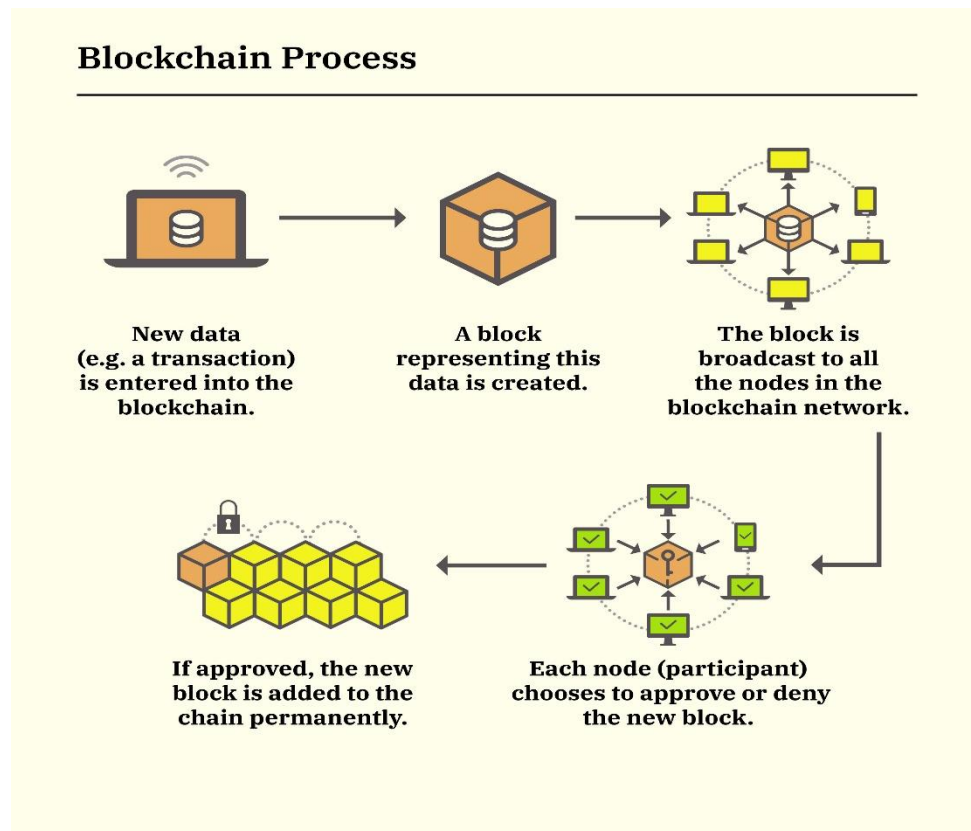 Blockchain Process
New data
(e.g. a transaction)
is entered into the
blockchain.
A block
representing this
data is created.
The block is
broadcast to all
the nodes in the
blockchain network.
If approved, the new
block is added to the
chain permanently.
Each node (participant)
chooses to approve or deny
the new block.